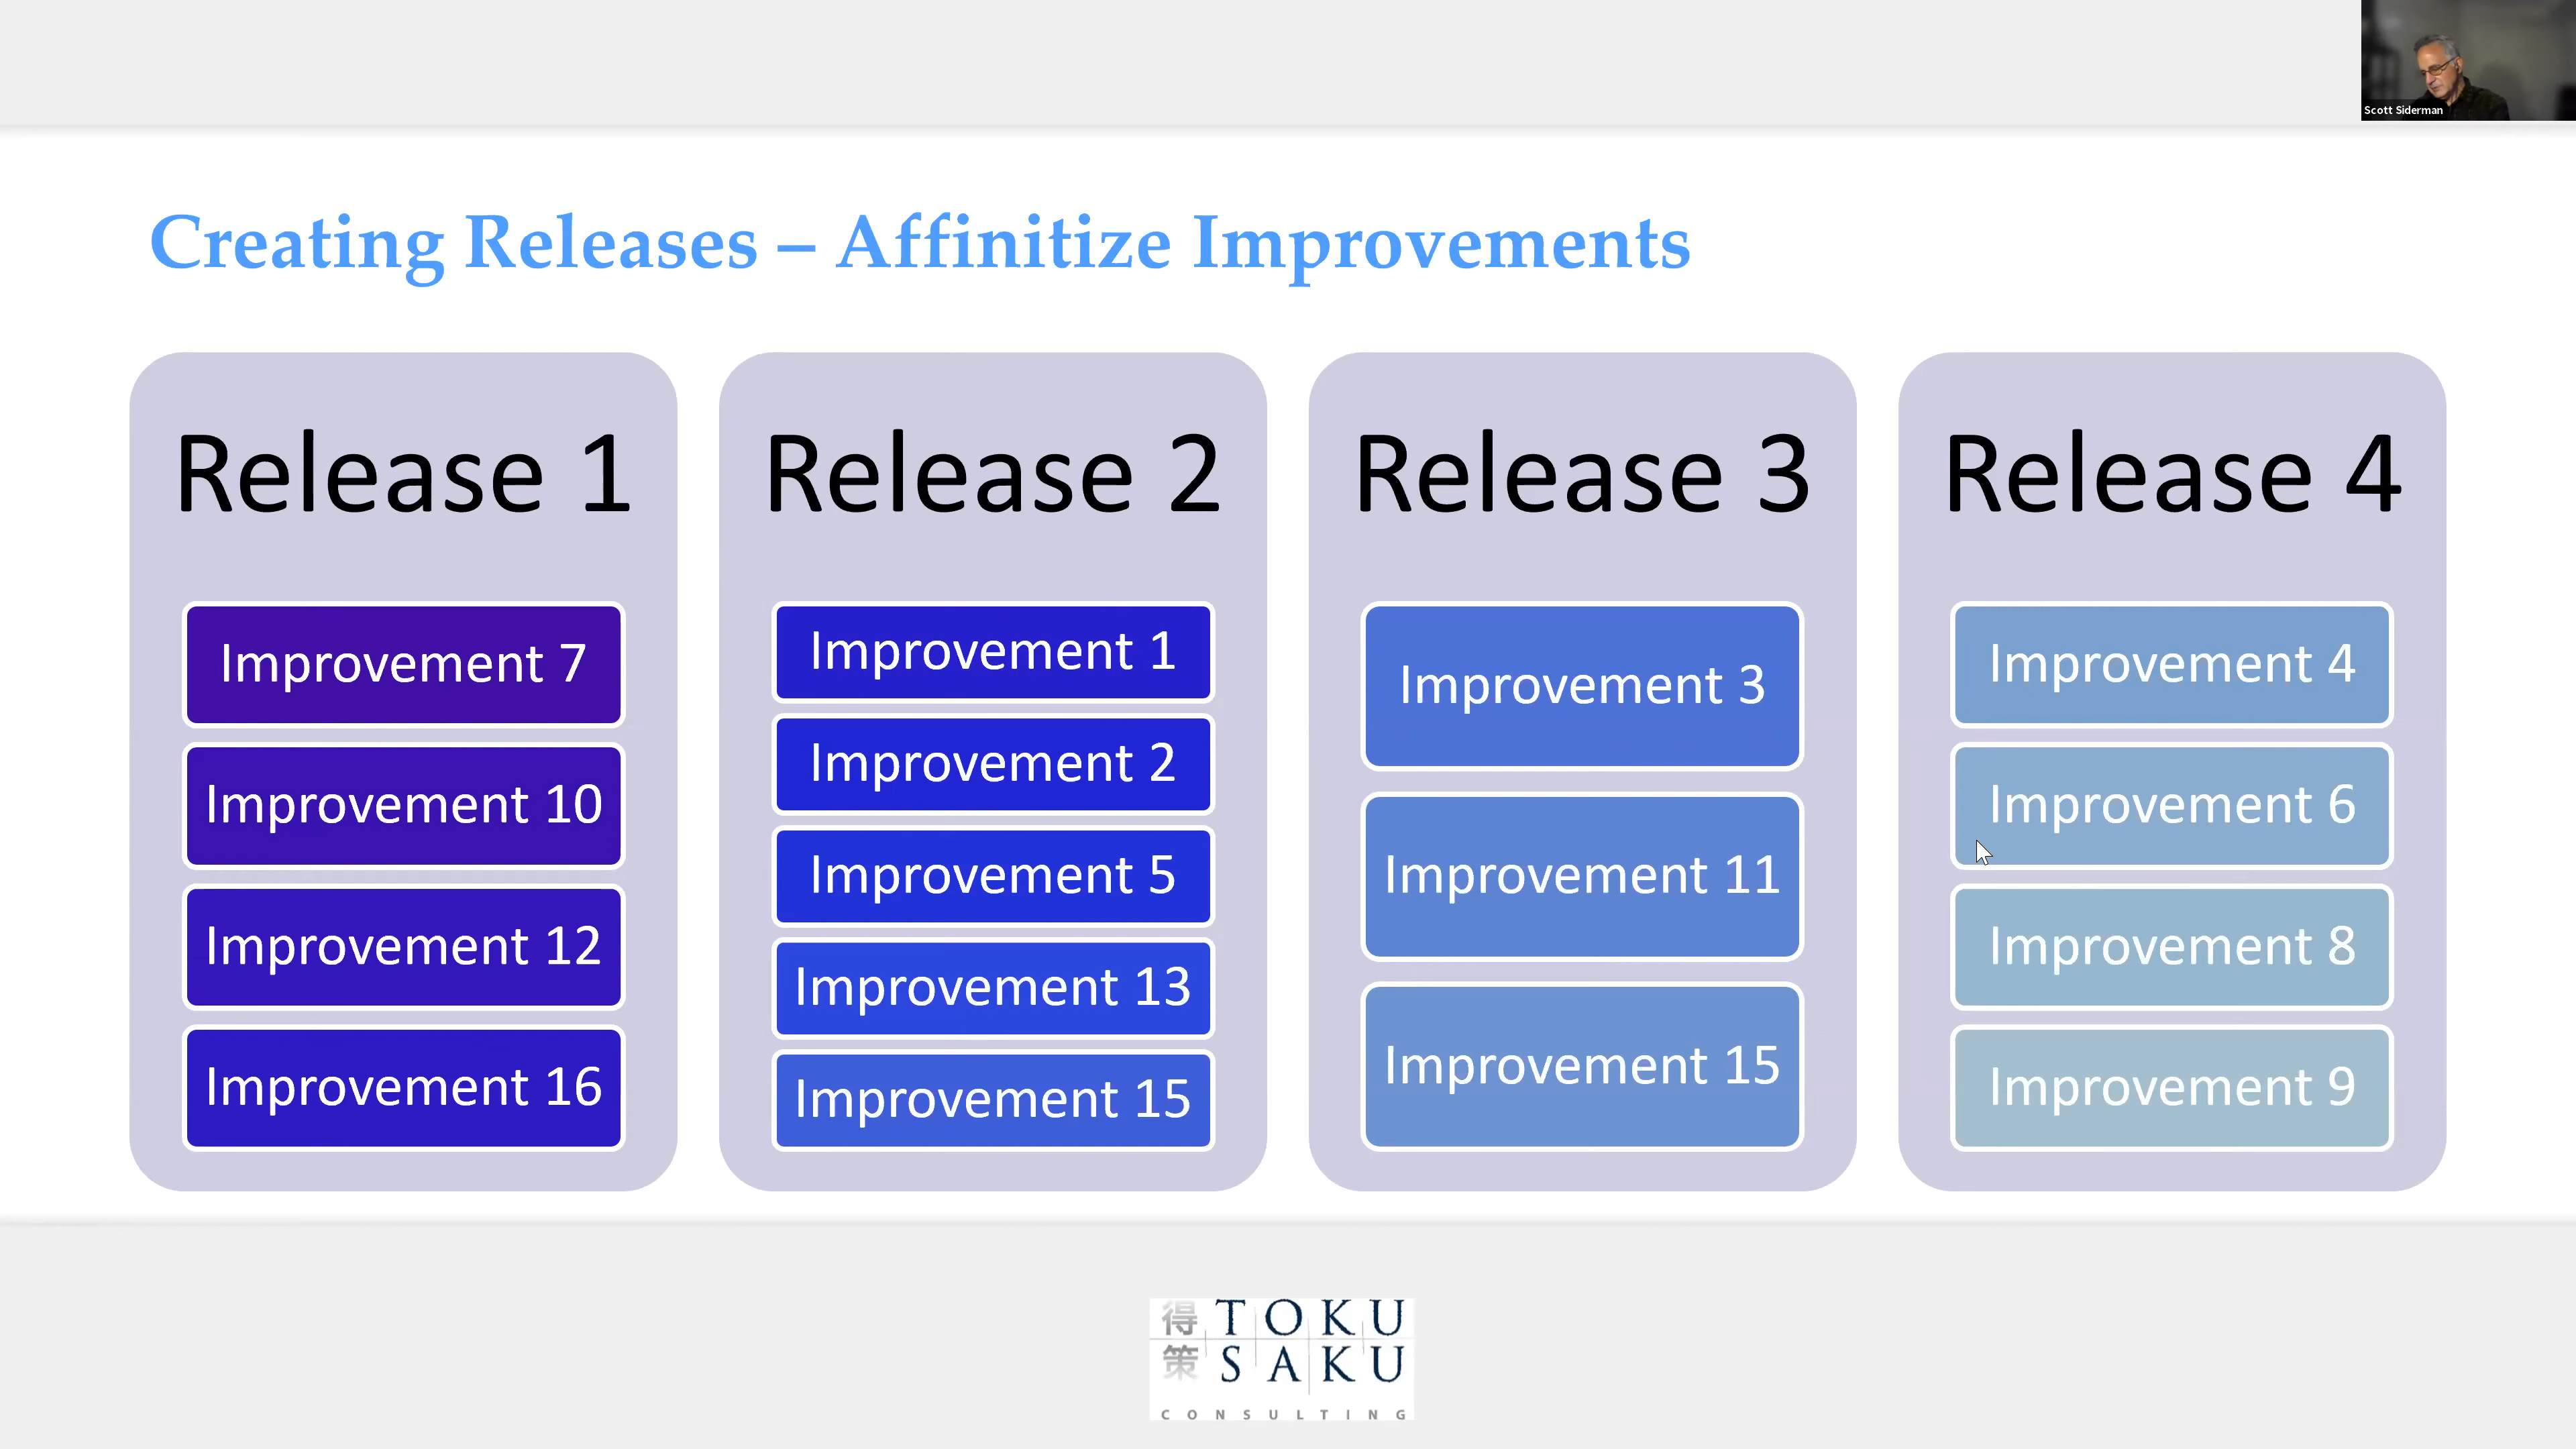 Scott Siderman
Creating Releases – Affinitize Improvements
Release 1
Improvement 7
Improvement 10
Improvement 12
Improvement 16
Release 2
Improvement 1
Improvement 2
Improvement 5
Improvement 13
Improvement 15
Release 3
Improvement 3
Improvement 11
Improvement 15
Release 4
Improvement 4
Improvement 6
Improvement 8
Improvement 9
得 TOKU
策 SAKU
CONSULTING